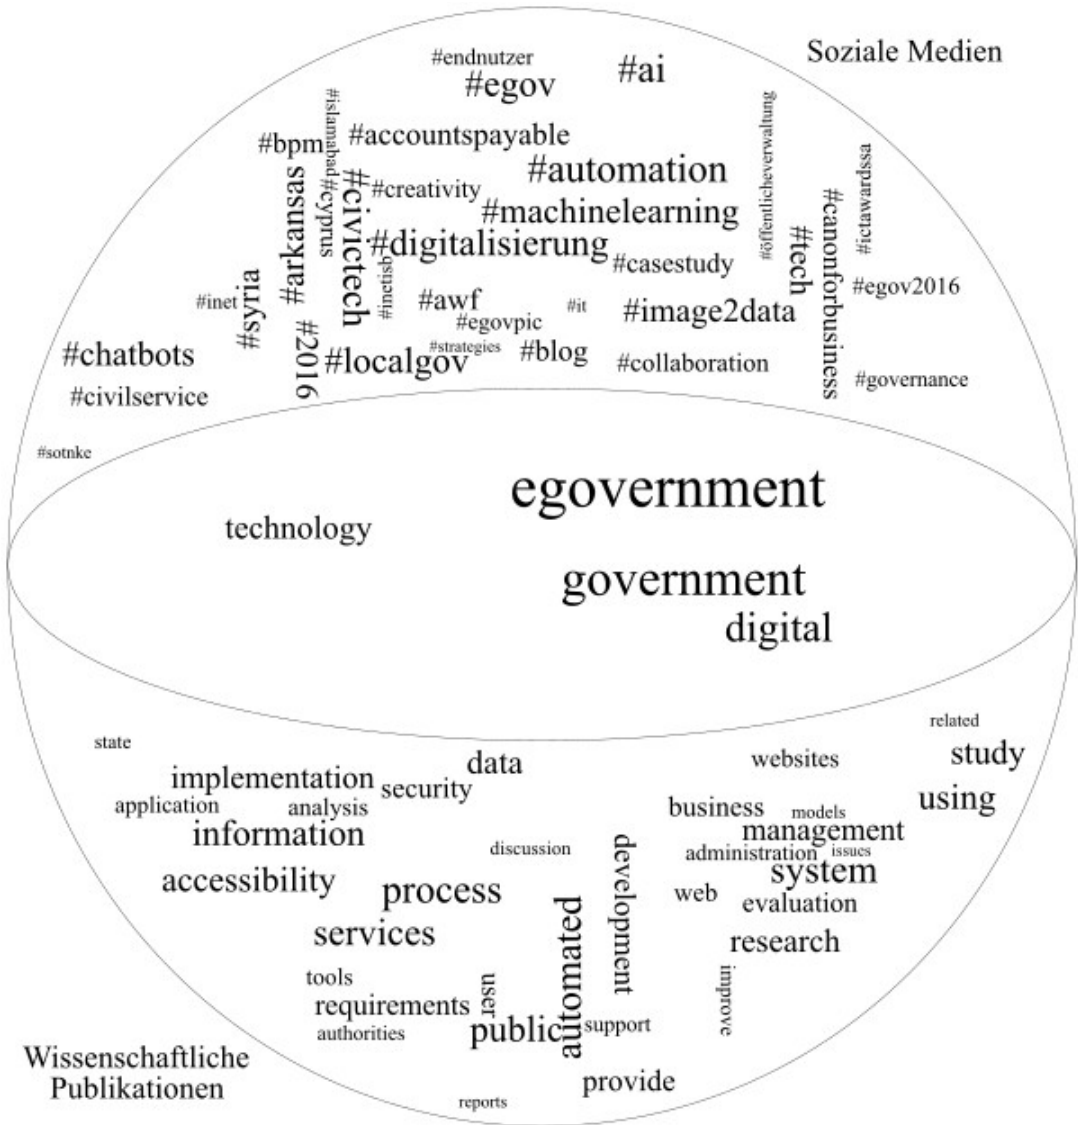 Soziale Medien
#endnutzer
#ai
#egov
#islamabad
#öffentlicheverwaltung
#bpm
#accountspayable
#ictawardssa
#automation
#arkansas
#cyprus
#civictech
#creativity
#canonforbusiness
#machinelearning
#digitalisierung
#tech
#casestudy
#inetisb
#syria
#inet
#awf
#it
#egov2016
#image2data
#egovpic
#2016
#chatbots
#localgov
#strategies
#blog
#collaboration
#governance
#civilservice
#sotnke
egovernment
technology
government
digital
related
state
data
websites
study
implementation
security
using
application
analysis
business
models
information
management
discussion
development
administration
issues
accessibility
process
system
web
evaluation
automated
services
research
tools
user
improve
requirements
authorities
public
support
Wissenschaftliche
Publikationen
provide
reports